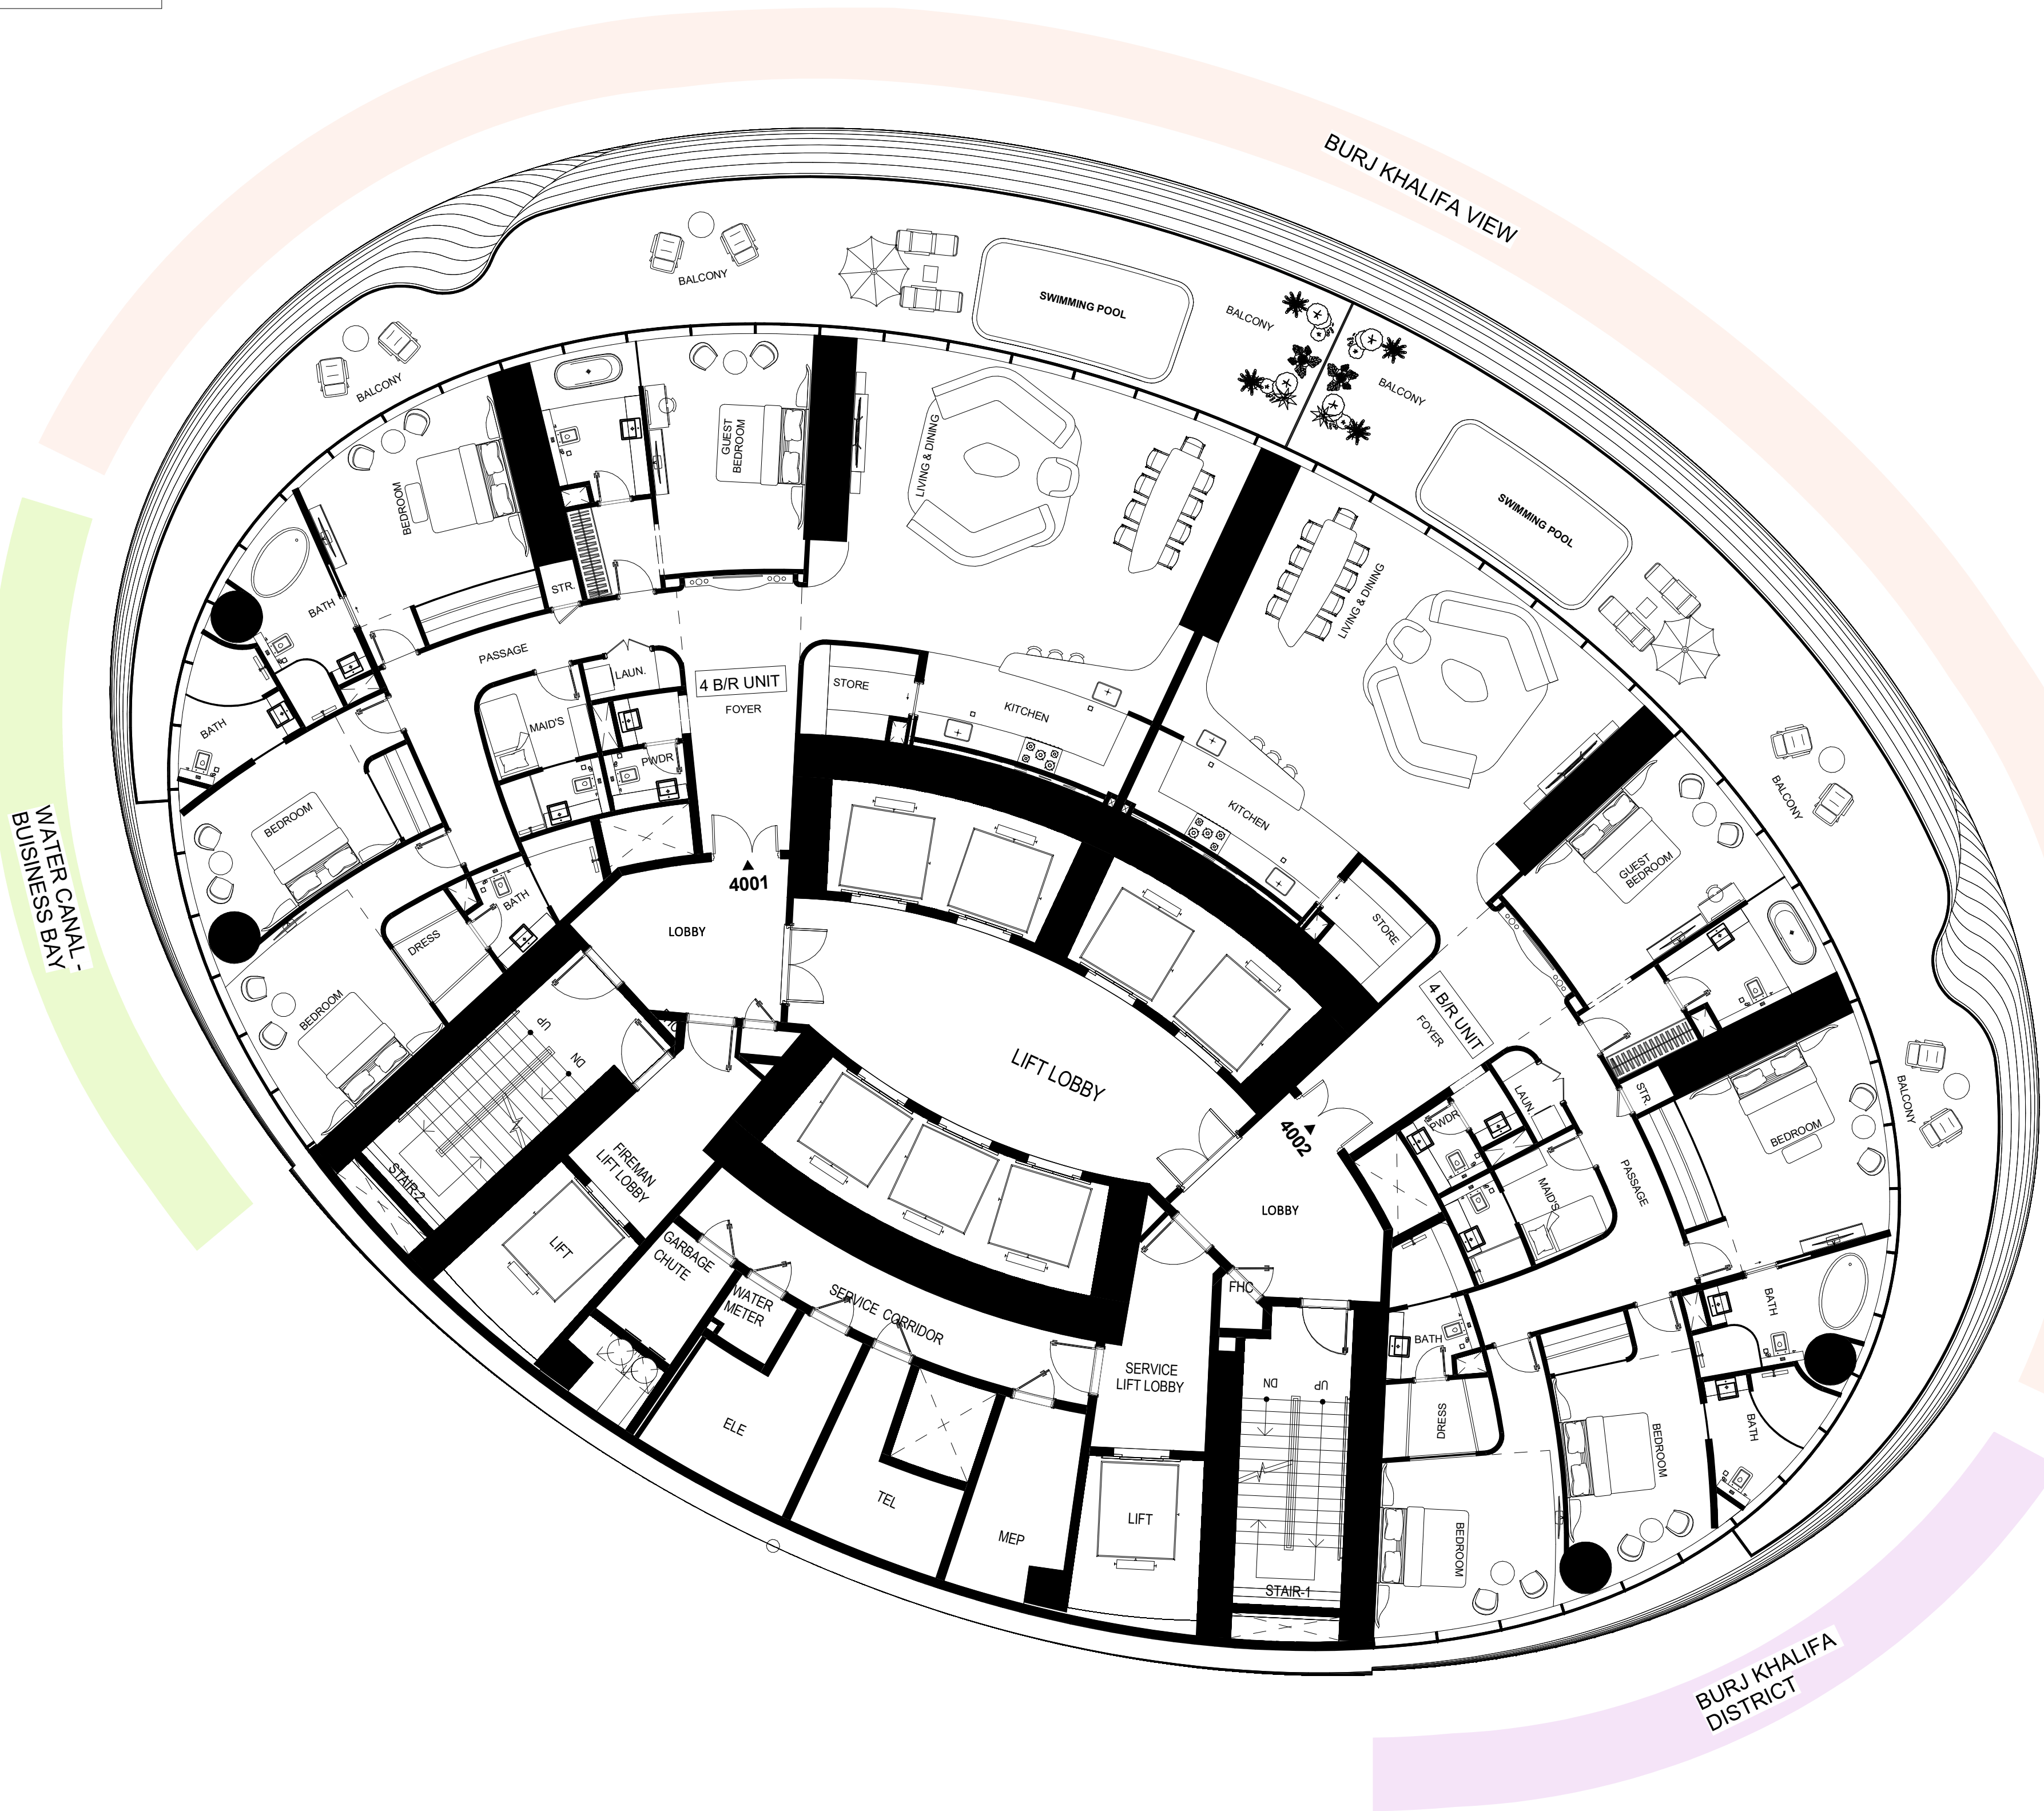 BURJ KHALIFA VIEW
BALCONY
SWIMMING POOL
BALCONY
BALCONY
BALCONY
SWIMMING POOL
BALCONY
BALCONY
WATER CANAL -
BUISINESS BAY
BURJ KHALIFA
DISTRICT
BEDROOM
GUEST
BEDROOM
LIVING & DINING
BATH
STR.
PASSAGE
LAUN.
4 B/R UNIT
FOYER
STORE
KITCHEN
MAID'S
PWDR
BATH
BEDROOM
DRESS
BATH
BEDROOM
4001
LOBBY
LIFT LOBBY
UP
DN
STAIR-2
FIREMAN
LIFT LOBBY
LIFT
GARBAGE
CHUTE
WATER
METER
SERVICE CORRIDOR
ELE
TEL
MEP
SERVICE
LIFT LOBBY
LIFT
FHC
DN
UP
STAIR-1
LOBBY
4002
LIVING & DINING
KITCHEN
STORE
GUEST
BEDROOM
4 B/R UNIT
FOYER
LAUN.
STR.
PWDR
MAID'S
PASSAGE
BEDROOM
BATH
BATH
BATH
DRESS
BEDROOM
BEDROOM